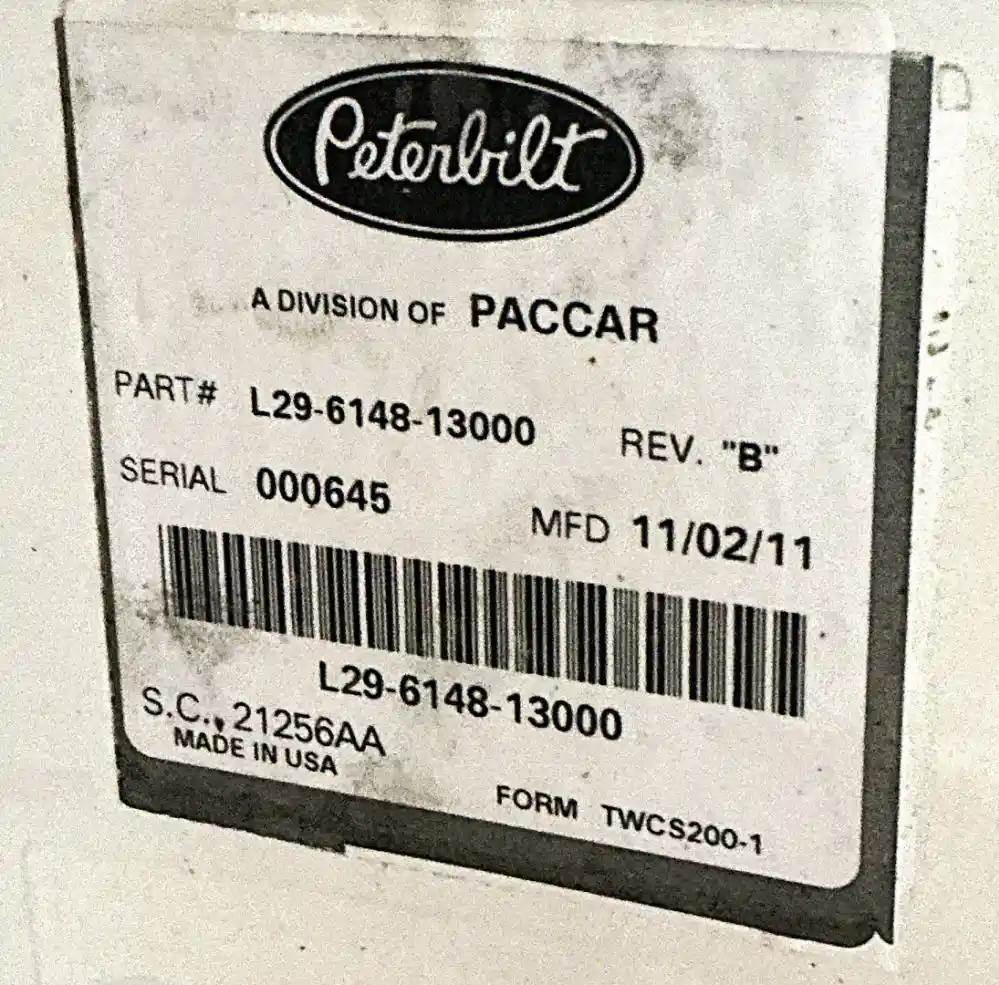 Peterbilt
A DIVISION OF PACCAR
PART# L29-6148-13000 REV. "B"
SERIAL 000645 MFD 11/02/11
L29-6148-13000
S.C., 21256AA
MADE IN USA
FORM TWCS200-1